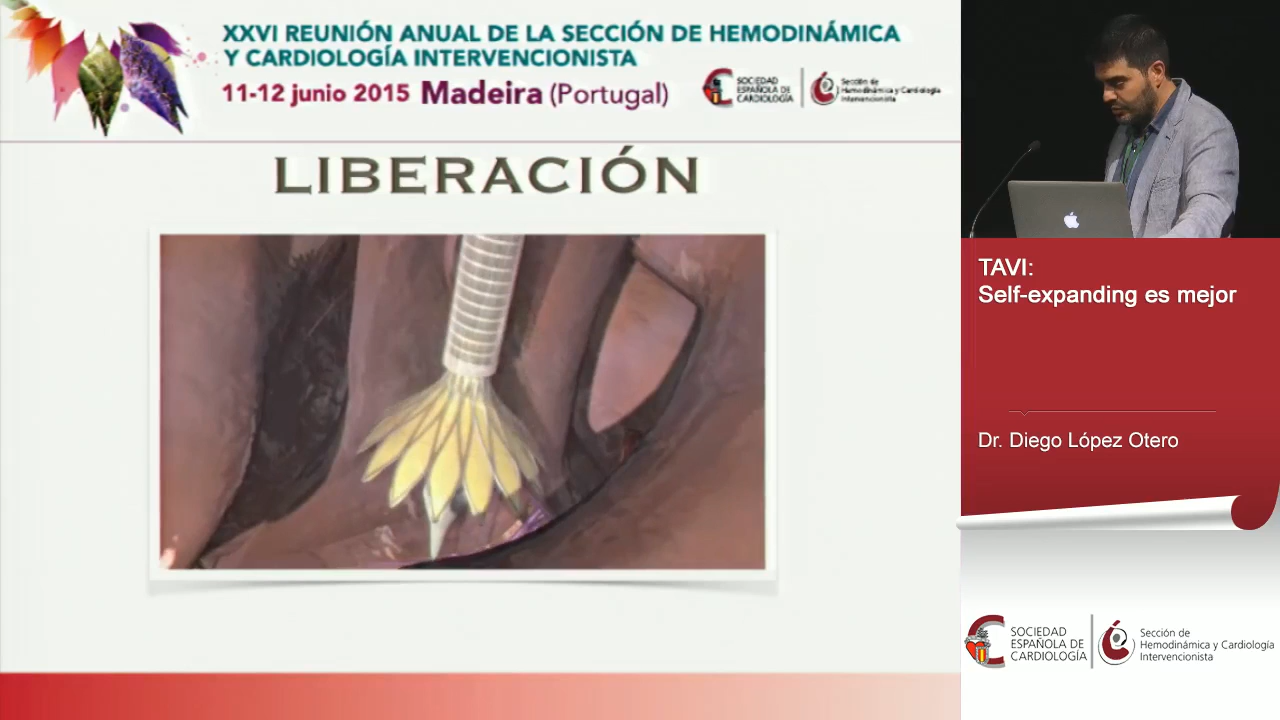 XXVI REUNIÓN ANUAL DE LA SECCIÓN DE HEMODINÁMICA
Y CARDIOLOGÍA INTERVENCIONISTA
11-12 junio 2015 Madeira (Portugal)
SOCIEDAD
ESPAÑOLA DE
CARDIOLOGÍA
Sección de
Hemodinámica y Cardiología
Intervencionista
LIBERACIÓN
TAVI:
Self-expanding es mejor
Dr. Diego López Otero
SOCIEDAD
ESPAÑOLA DE
CARDIOLOGÍA
Sección de
Hemodinámica y Cardiología
Intervencionista